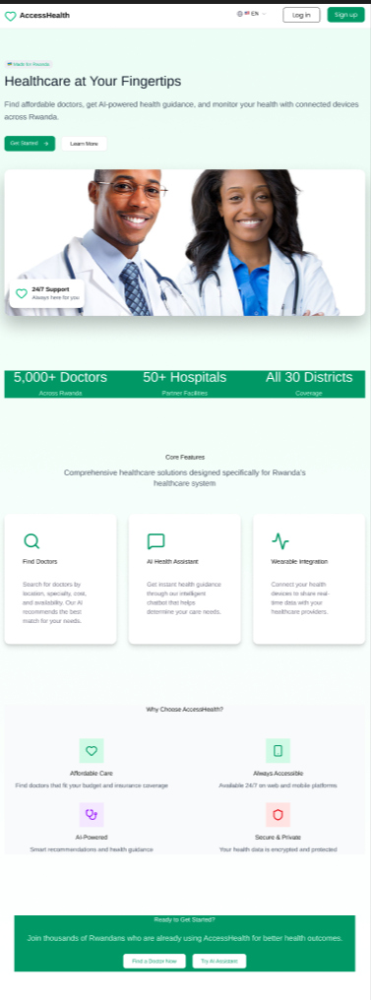 AccessHealth
EN
Log in
Sign up
Made for Rwanda
Healthcare at Your Fingertips
Find affordable doctors, get AI-powered health guidance, and monitor your health with connected devices
across Rwanda.
Get Started →
Learn More
24/7 Support
Always here for you
5,000+ Doctors
Across Rwanda
50+ Hospitals
Partner Facilities
All 30 Districts
Coverage
Core Features
Comprehensive healthcare solutions designed specifically for Rwanda's
healthcare system
Find Doctors
Search for doctors by
location, specialty, cost,
and availability. Our AI
recommends the best
match for your needs.
AI Health Assistant
Get instant health guidance
through our intelligent
chatbot that helps
determine your care needs.
Wearable Integration
Connect your health
devices to share real-
time data with your
healthcare providers.
Why Choose AccessHealth?
Affordable Care
Find doctors that fit your budget and insurance coverage
Always Accessible
Available 24/7 on web and mobile platforms
AI-Powered
Smart recommendations and health guidance
Secure & Private
Your health data is encrypted and protected
Ready to Get Started?
Join thousands of Rwandans who are already using AccessHealth for better health outcomes.
Find a Doctor Now
Try AI Assistant